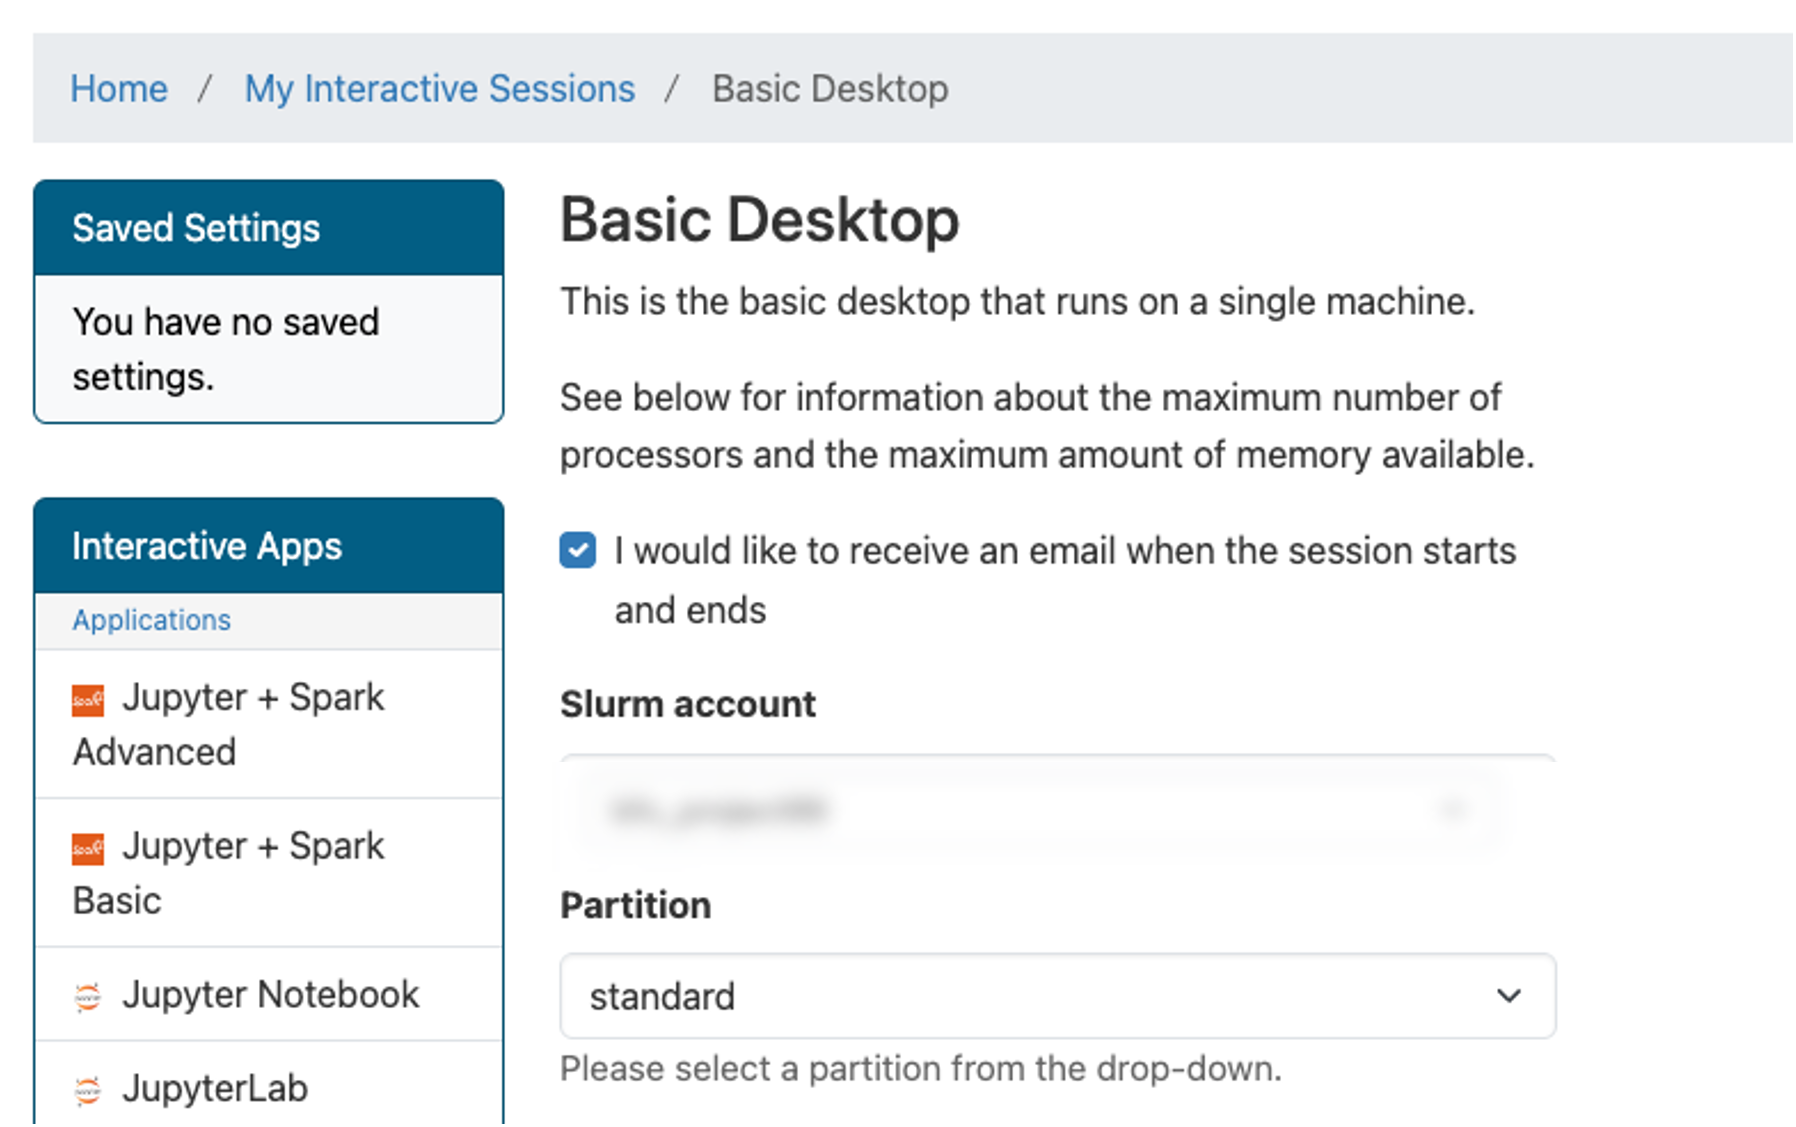 Home / My Interactive Sessions / Basic Desktop
Saved Settings
You have no saved
settings.
Interactive Apps
Applications
Jupyter + Spark
Advanced
Jupyter + Spark
Basic
Jupyter Notebook
JupyterLab
Basic Desktop
This is the basic desktop that runs on a single machine.
See below for information about the maximum number of
processors and the maximum amount of memory available.
I would like to receive an email when the session starts
and ends
Slurm account
Partition
standard
Please select a partition from the drop-down.